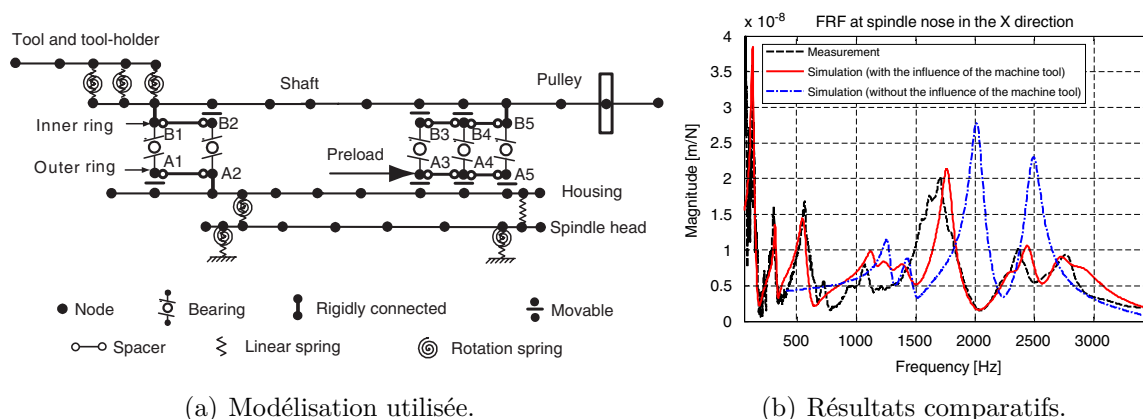 Tool and tool-holder
Shaft
Pulley
Inner ring
B1
B2
B3
B4
B5
Outer ring
A1
A2
Preload
A3
A4
A5
Housing
Spindle head
Node
Bearing
Rigidly connected
Movable
Spacer
Linear spring
Rotation spring
(a) Modélisation utilisée.
x 10⁻⁸
FRF at spindle nose in the X direction
Measurement
Simulation (with the influence of the machine tool)
Simulation (without the influence of the machine tool)
Magnitude [m/N]
4
3.5
3
2.5
2
1.5
1
0.5
0
500 1000 1500 2000 2500 3000
Frequency [Hz]
(b) Résultats comparatifs.